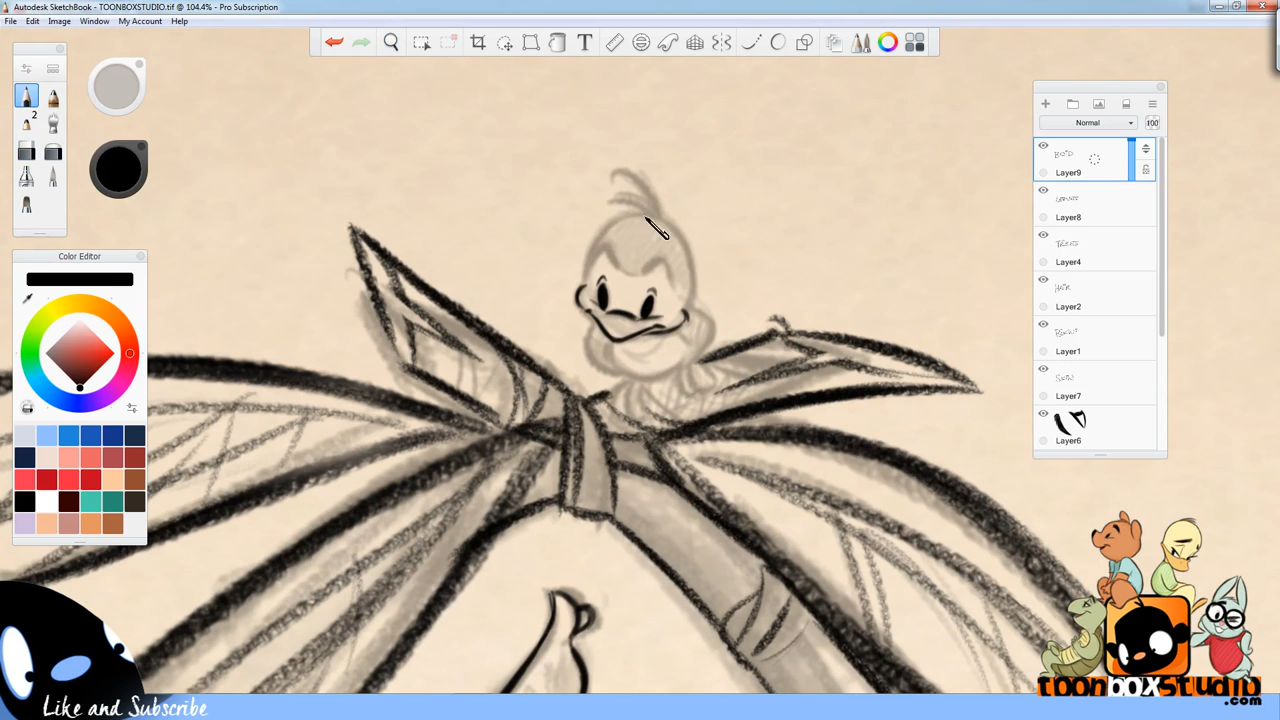 Autodesk SketchBook - TOONBOXSTUDIO.tif @ 104.4% - Pro Subscription
File Edit Image Window My Account Help
2
Color Editor
Normal
100
Layer9
Layer8
Layer4
Layer2
Layer1
Layer7
Layer6
Like and Subscribe
toonboxstudio
.com